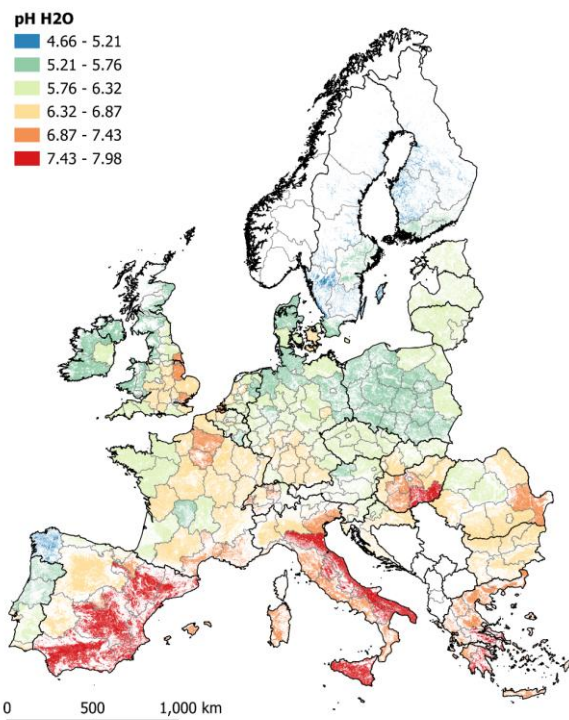 pH H2O
4.66 - 5.21
5.21 - 5.76
5.76 - 6.32
6.32 - 6.87
6.87 - 7.43
7.43 - 7.98
0 500 1,000 km